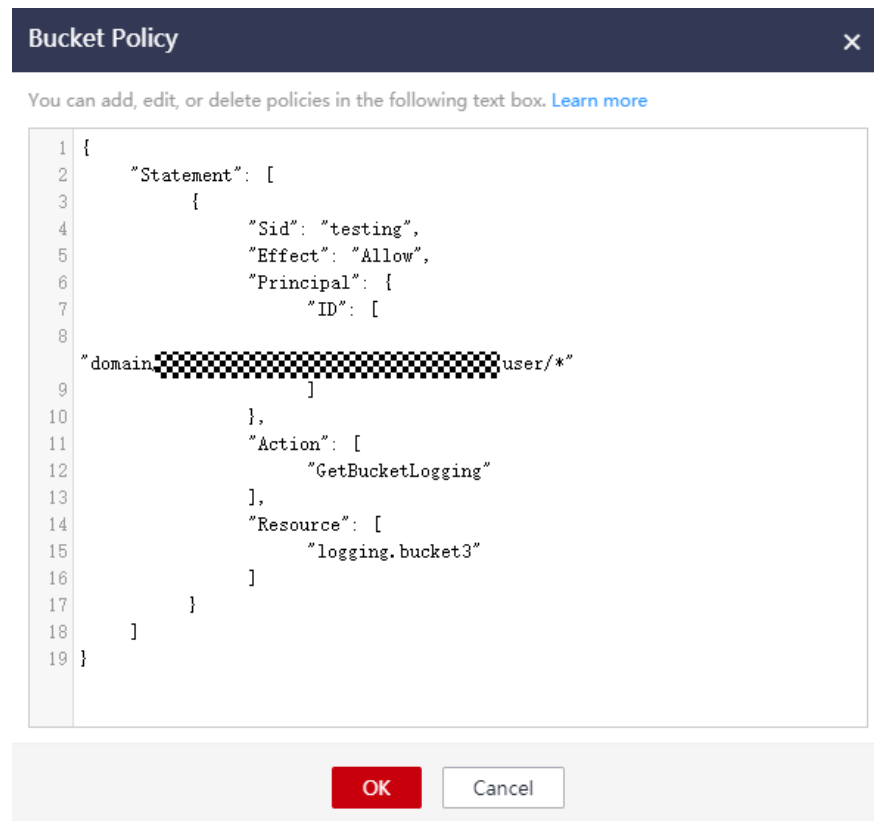 Bucket Policy
You can add, edit, or delete policies in the following text box. Learn more
1 {
2 "Statement": [
3 {
4 "Sid": "testing",
5 "Effect": "Allow",
6 "Principal": {
7 "ID": [
8
"domain user/*"
9 ]
10 },
11 "Action": [
12 "GetBucketLogging"
13 ],
14 "Resource": [
15 "logging.bucket3"
16 ]
17 }
18 ]
19 }
OK Cancel